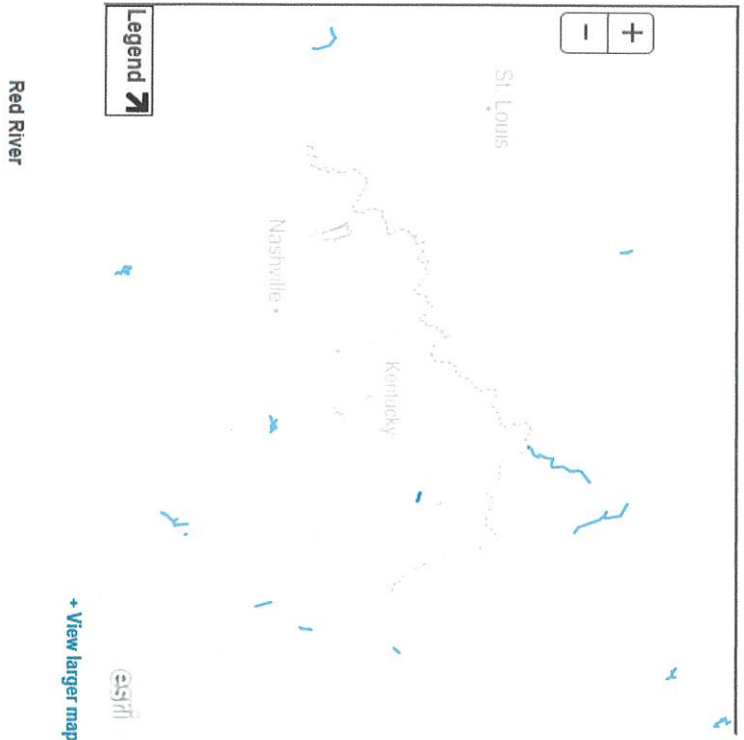 +
−
St. Louis
Kentucky
Nashville
Legend
esri
+ View larger map
Red River